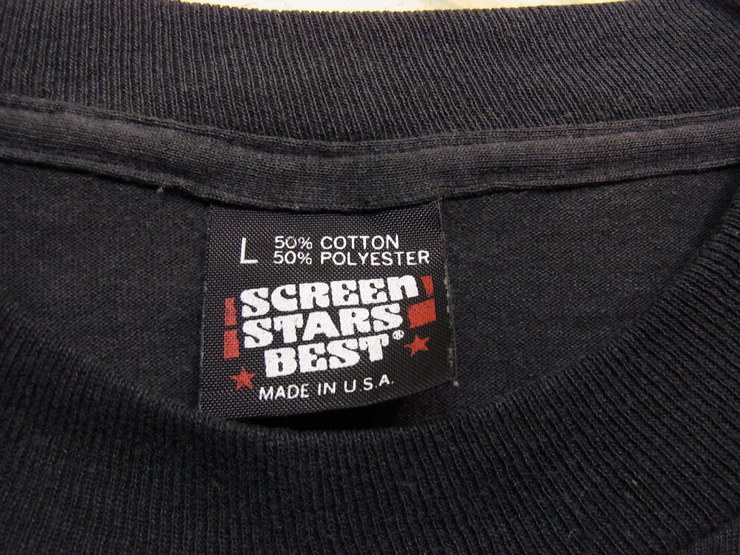 L 50% COTTON
50% POLYESTER
SCREEN
STARS
BEST®
MADE IN U.S.A.